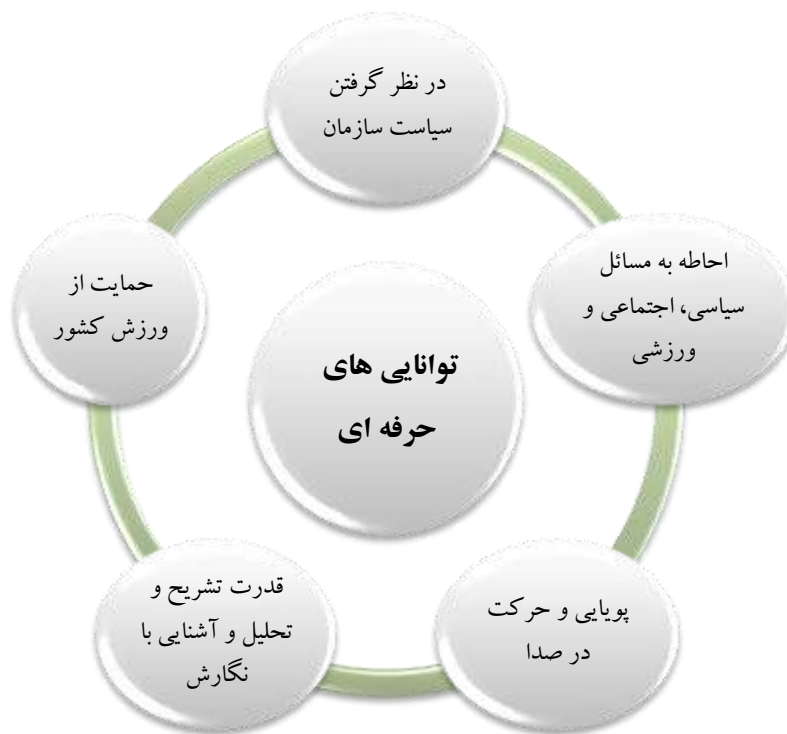 در نظر گرفتن
سیاست سازمان
احاطه به مسائل
سیاسی، اجتماعی و
ورزشی
حمایت از
ورزش کشور
توانایی های
حرفه ای
پویایی و حرکت
در صدا
قدرت تشریح و
تحلیل و آشنایی با
نگارش